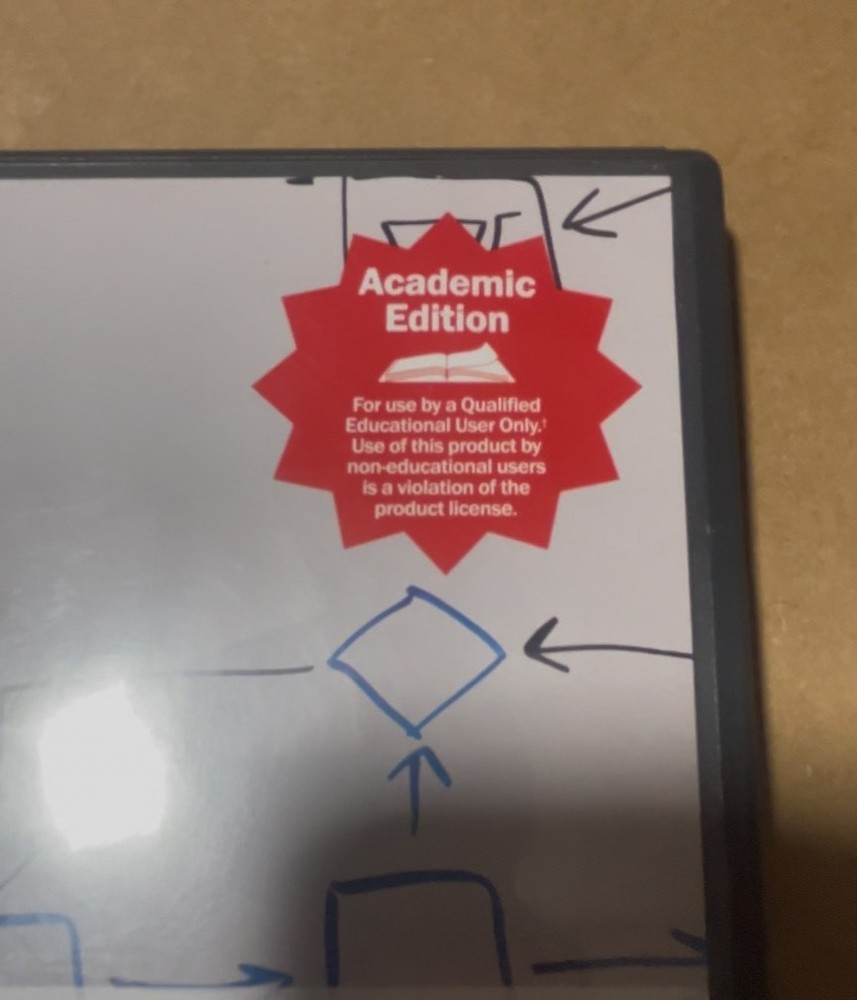 Academic
Edition
For use by a Qualified
Educational User Only.†
Use of this product by
non-educational users
is a violation of the
product license.